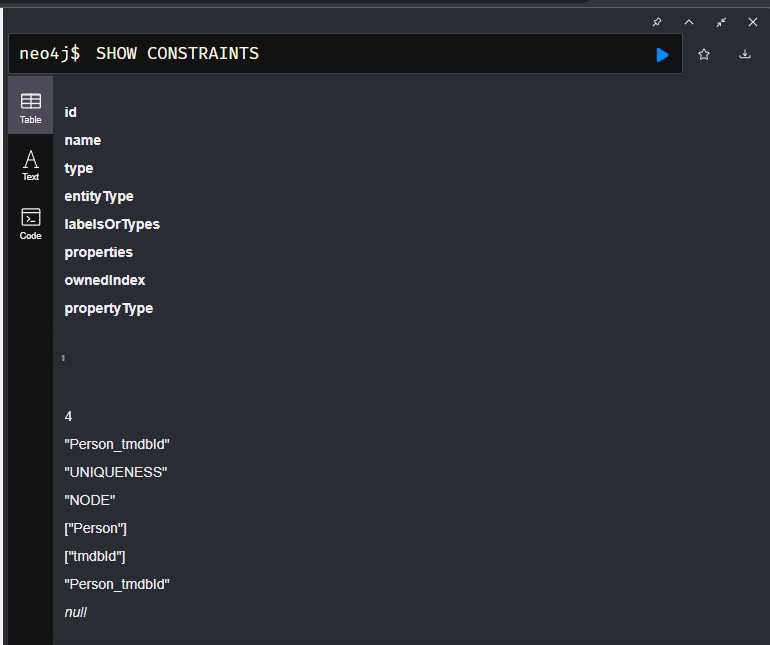 neo4j$ SHOW CONSTRAINTS
Table
Text
Code
id
name
type
entityType
labelsOrTypes
properties
ownedIndex
propertyType
1
4
"Person_tmdbId"
"UNIQUENESS"
"NODE"
["Person"]
["tmdbId"]
"Person_tmdbId"
null